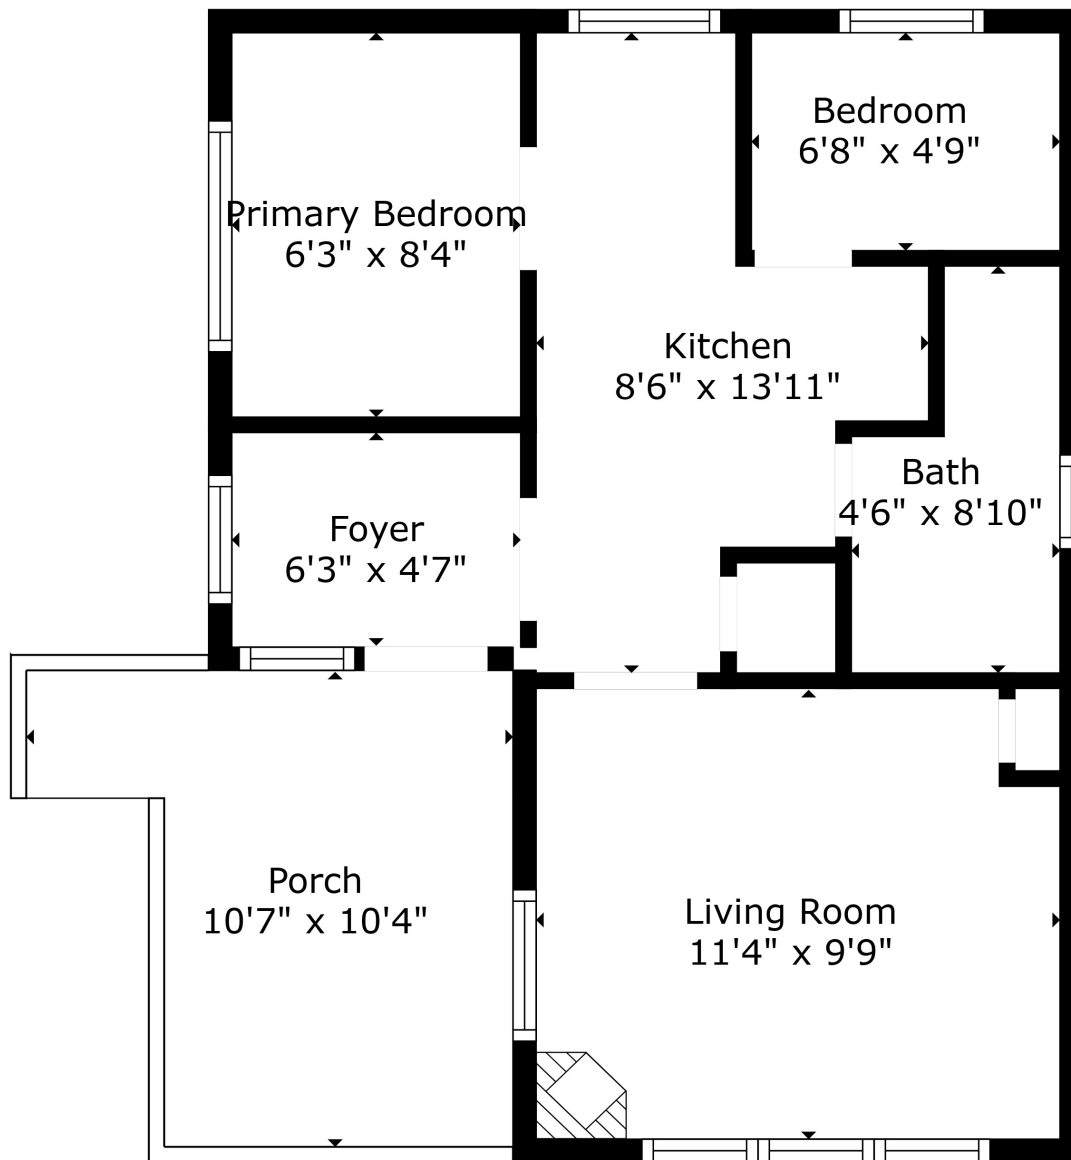 Bedroom
6'8" x 4'9"
Primary Bedroom
6'3" x 8'4"
Kitchen
8'6" x 13'11"
Bath
4'6" x 8'10"
Foyer
6'3" x 4'7"
Porch
10'7" x 10'4"
Living Room
11'4" x 9'9"